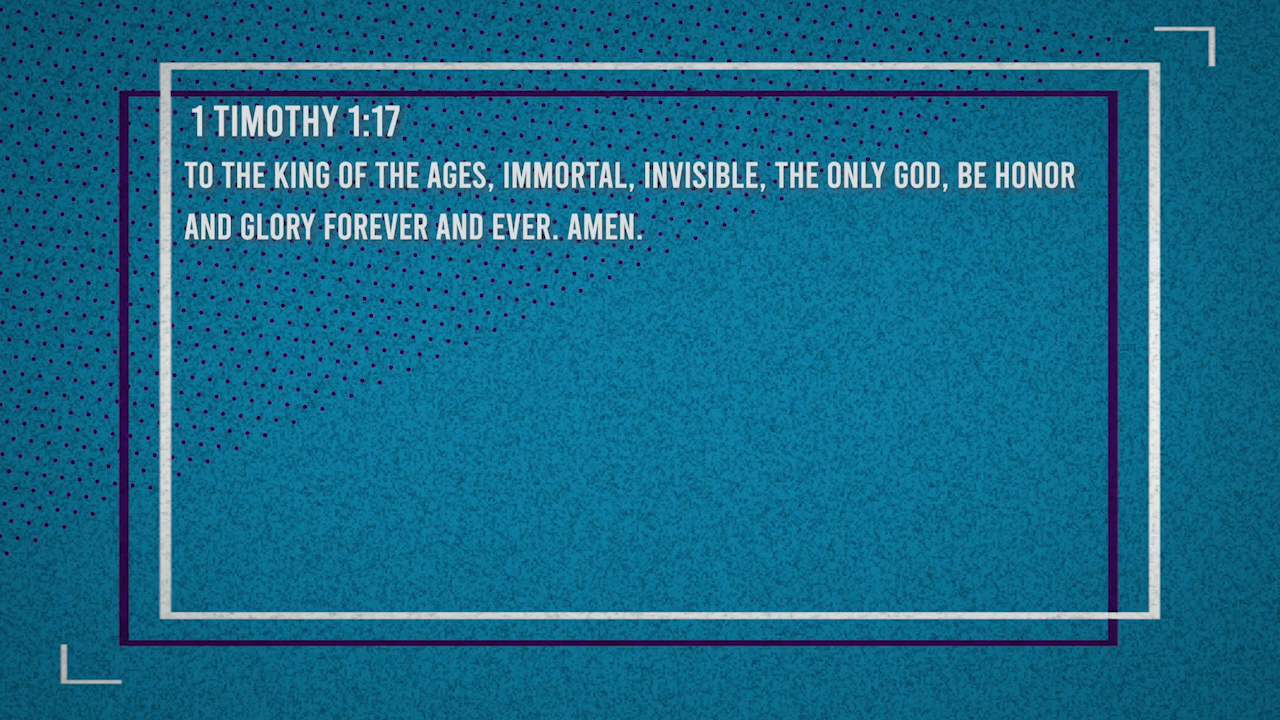 1 TIMOTHY 1:17
TO THE KING OF THE AGES, IMMORTAL, INVISIBLE, THE ONLY GOD, BE HONOR
AND GLORY FOREVER AND EVER. AMEN.